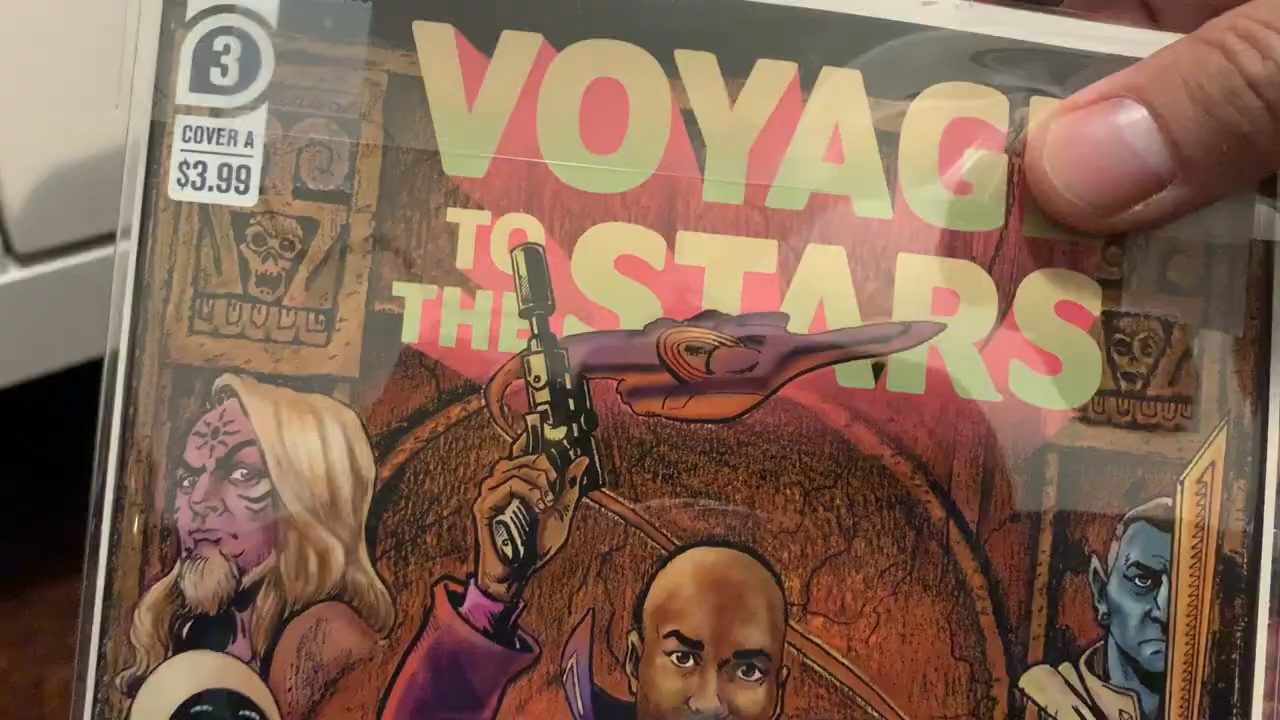 3
COVER A
$3.99
VOYAG
TO
THE
STARS